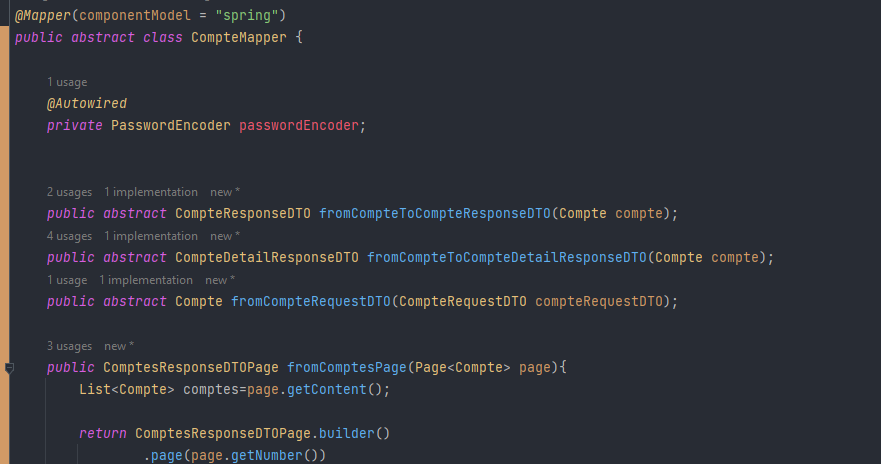 @Mapper(componentModel = "spring")
public abstract class CompteMapper {
1 usage
@Autowired
private PasswordEncoder passwordEncoder;
2 usages 1 implementation new *
public abstract CompteResponseDTO fromCompteToCompteResponseDTO(Compte compte);
4 usages 1 implementation new *
public abstract CompteDetailResponseDTO fromCompteToCompteDetailResponseDTO(Compte compte);
1 usage 1 implementation new *
public abstract Compte fromCompteRequestDTO(CompteRequestDTO compteRequestDTO);
3 usages new *
public ComptesResponseDTOPage fromComptesPage(Page<Compte> page){
List<Compte> comptes=page.getContent();
return ComptesResponseDTOPage.builder()
.page(page.getNumber())